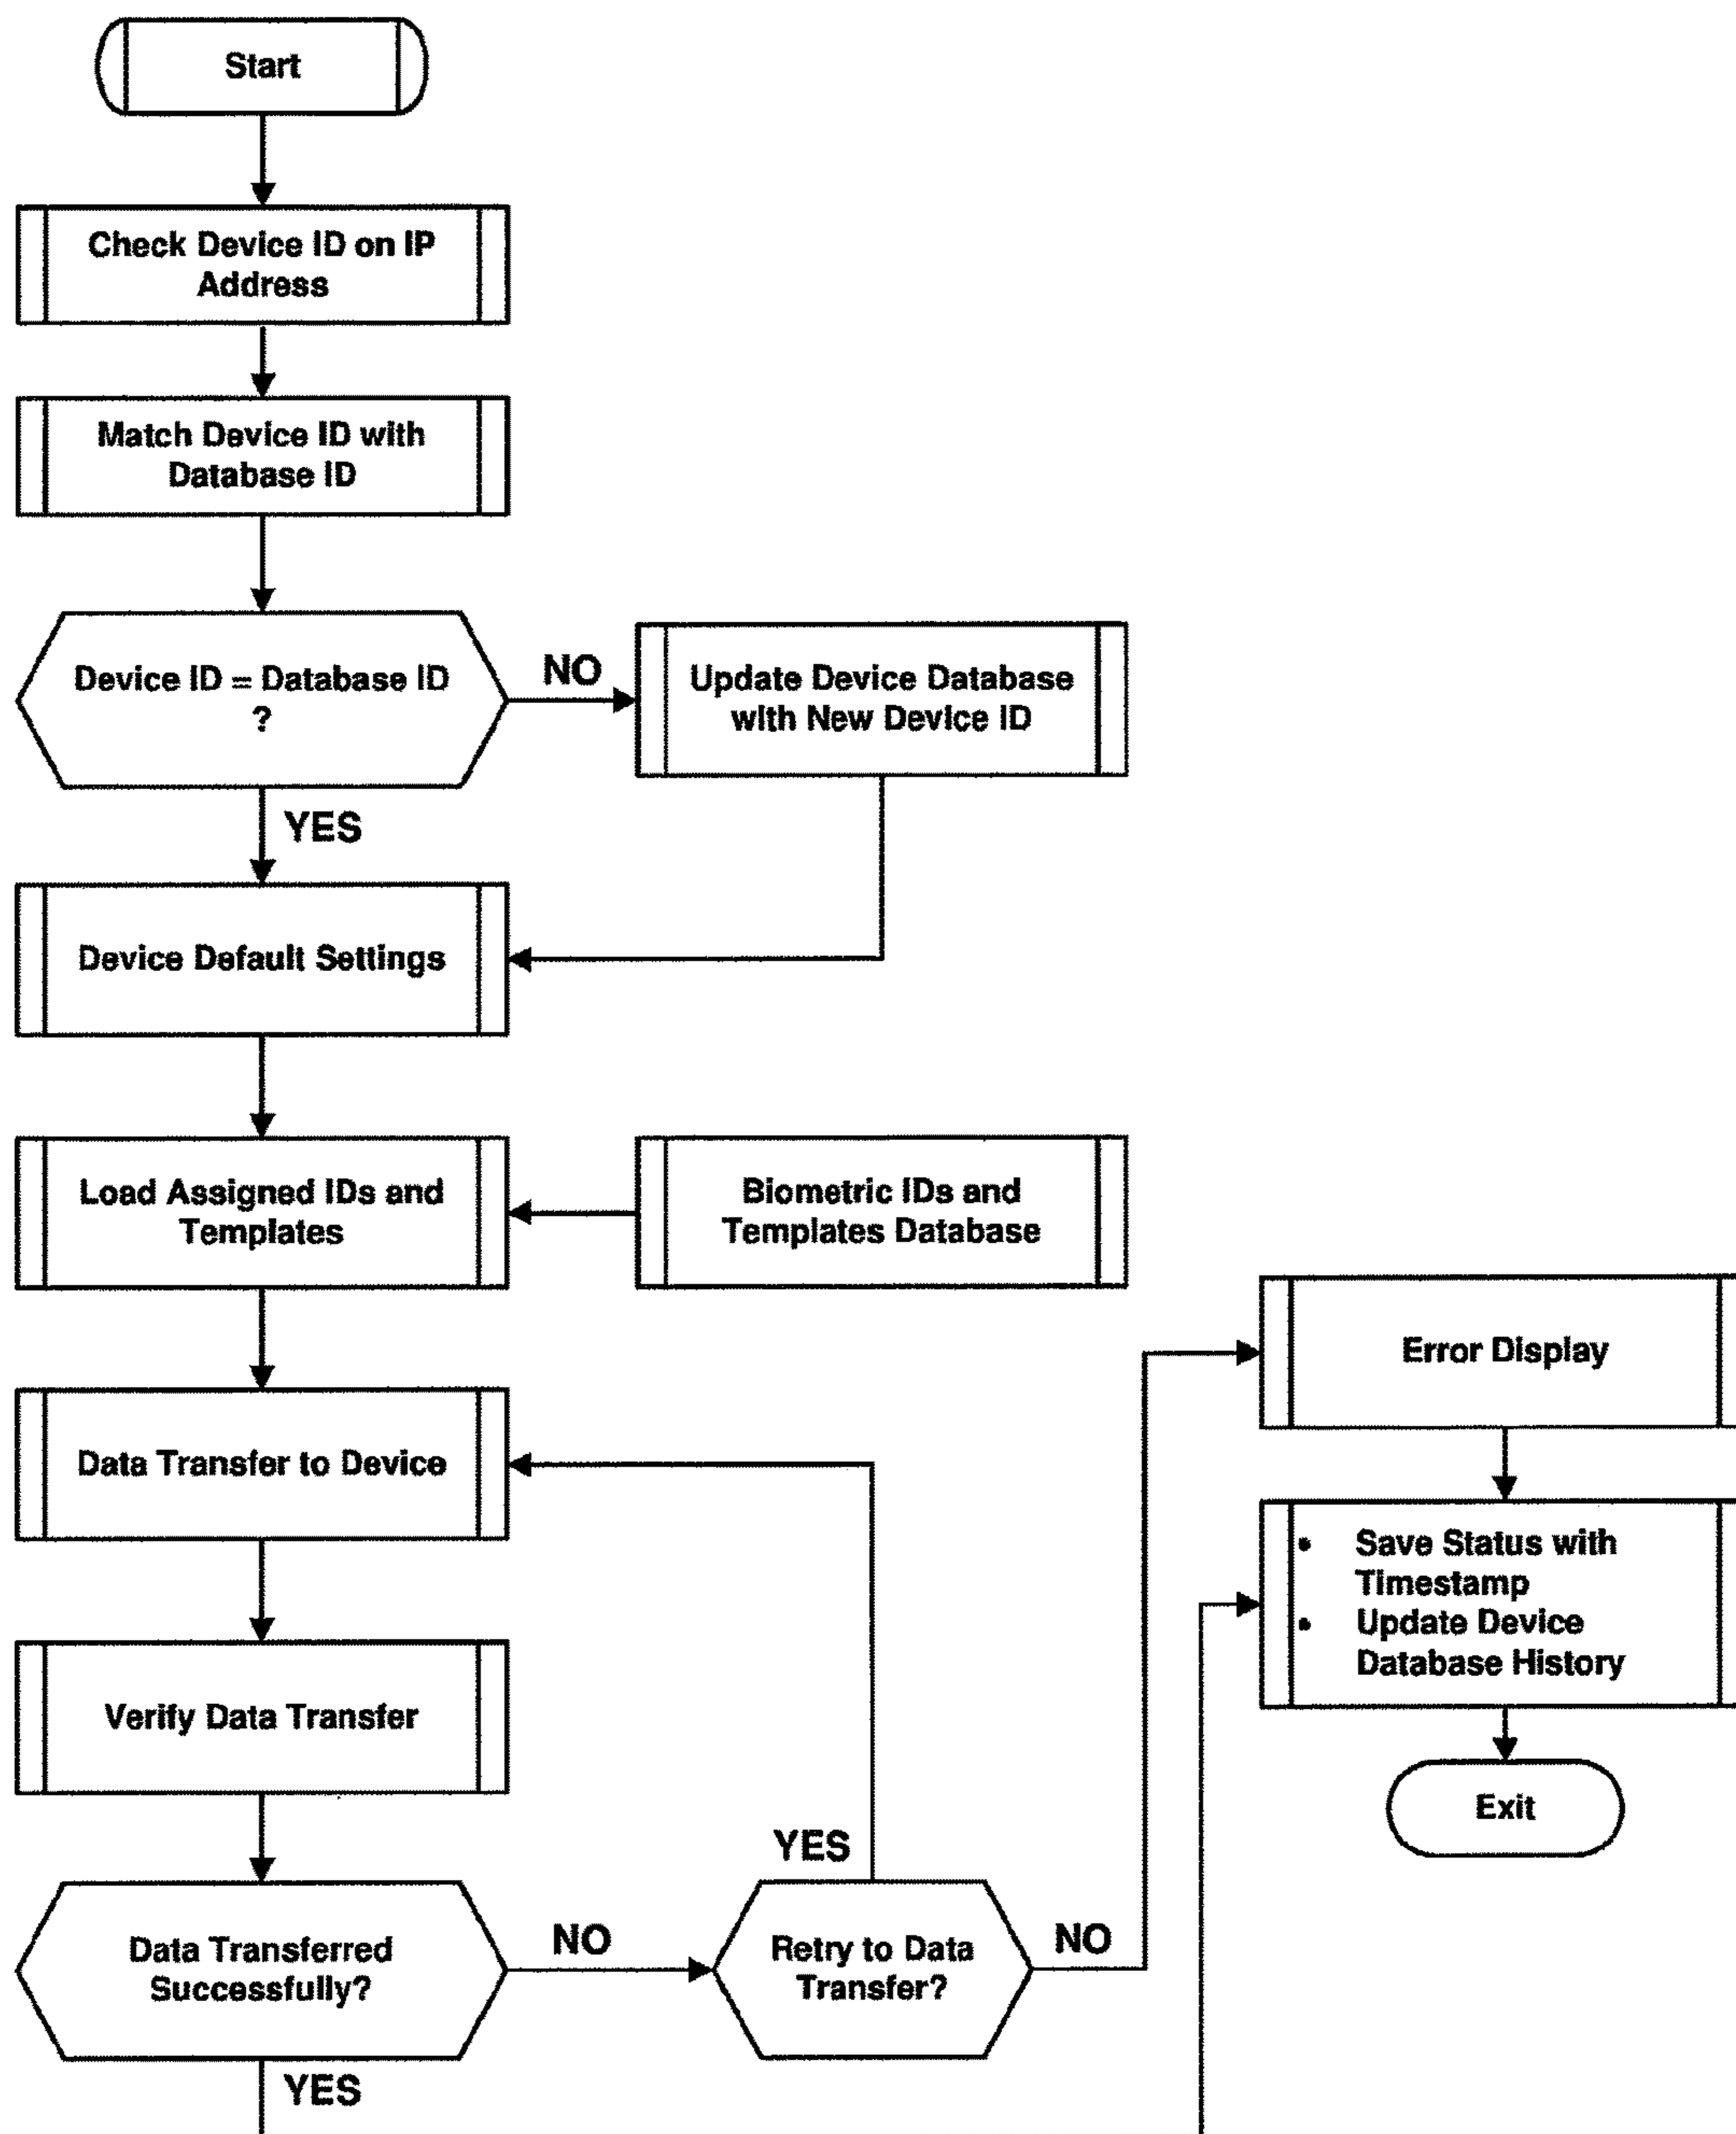 Start
Check Device ID on IP
Address
Match Device ID with
Database ID
Device ID = Database ID
?
NO
Update Device Database
with New Device ID
YES
Device Default Settings
Load Assigned IDs and
Templates
Biometric IDs and
Templates Database
Error Display
Data Transfer to Device
• Save Status with
Timestamp
• Update Device
Database History
Verify Data Transfer
Exit
YES
Data Transferred
Successfully?
NO
Retry to Data
Transfer?
NO
YES